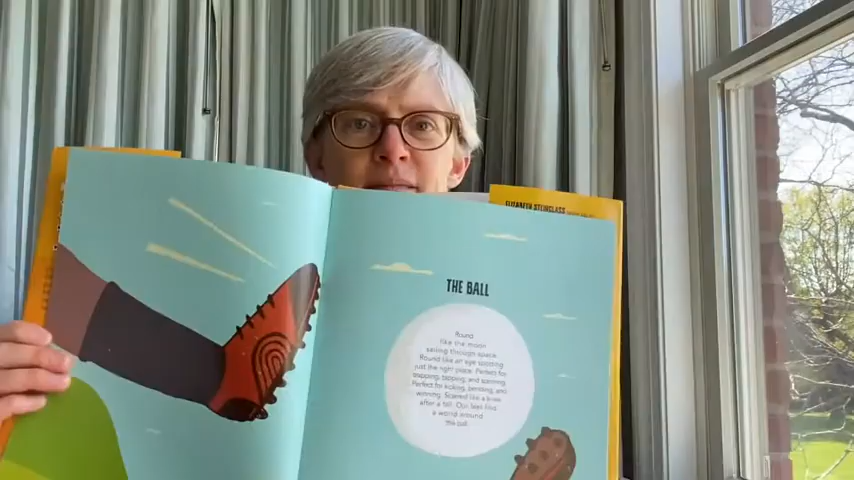 ELIZABETH STEINGLASS
THE BALL
Round
like the moon
sailing through space.
Round like an eye spotting
just the right place. Perfect for
stopping, tapping, and spinning.
Perfect for kicking, bending, and
winning. Scarred like a knee
after a fall. Our feet find
a world around
the ball.